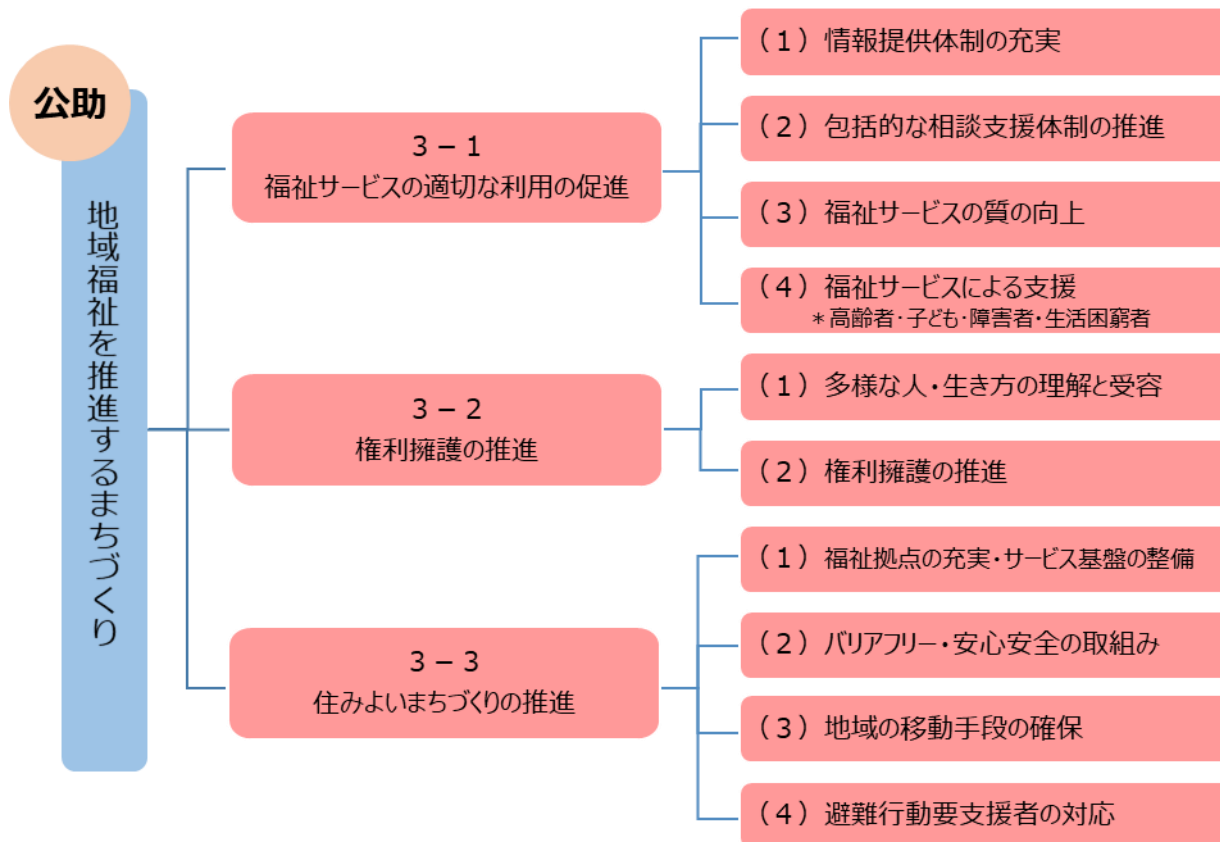 公助
地域福祉を推進するまちづくり
3－1
福祉サービスの適切な利用の促進
（1）情報提供体制の充実
（2）包括的な相談支援体制の推進
（3）福祉サービスの質の向上
（4）福祉サービスによる支援
＊高齢者・子ども・障害者・生活困窮者
3－2
権利擁護の推進
（1）多様な人・生き方の理解と受容
（2）権利擁護の推進
3－3
住みよいまちづくりの推進
（1）福祉拠点の充実・サービス基盤の整備
（2）バリアフリー・安心安全の取組み
（3）地域の移動手段の確保
（4）避難行動要支援者の対応